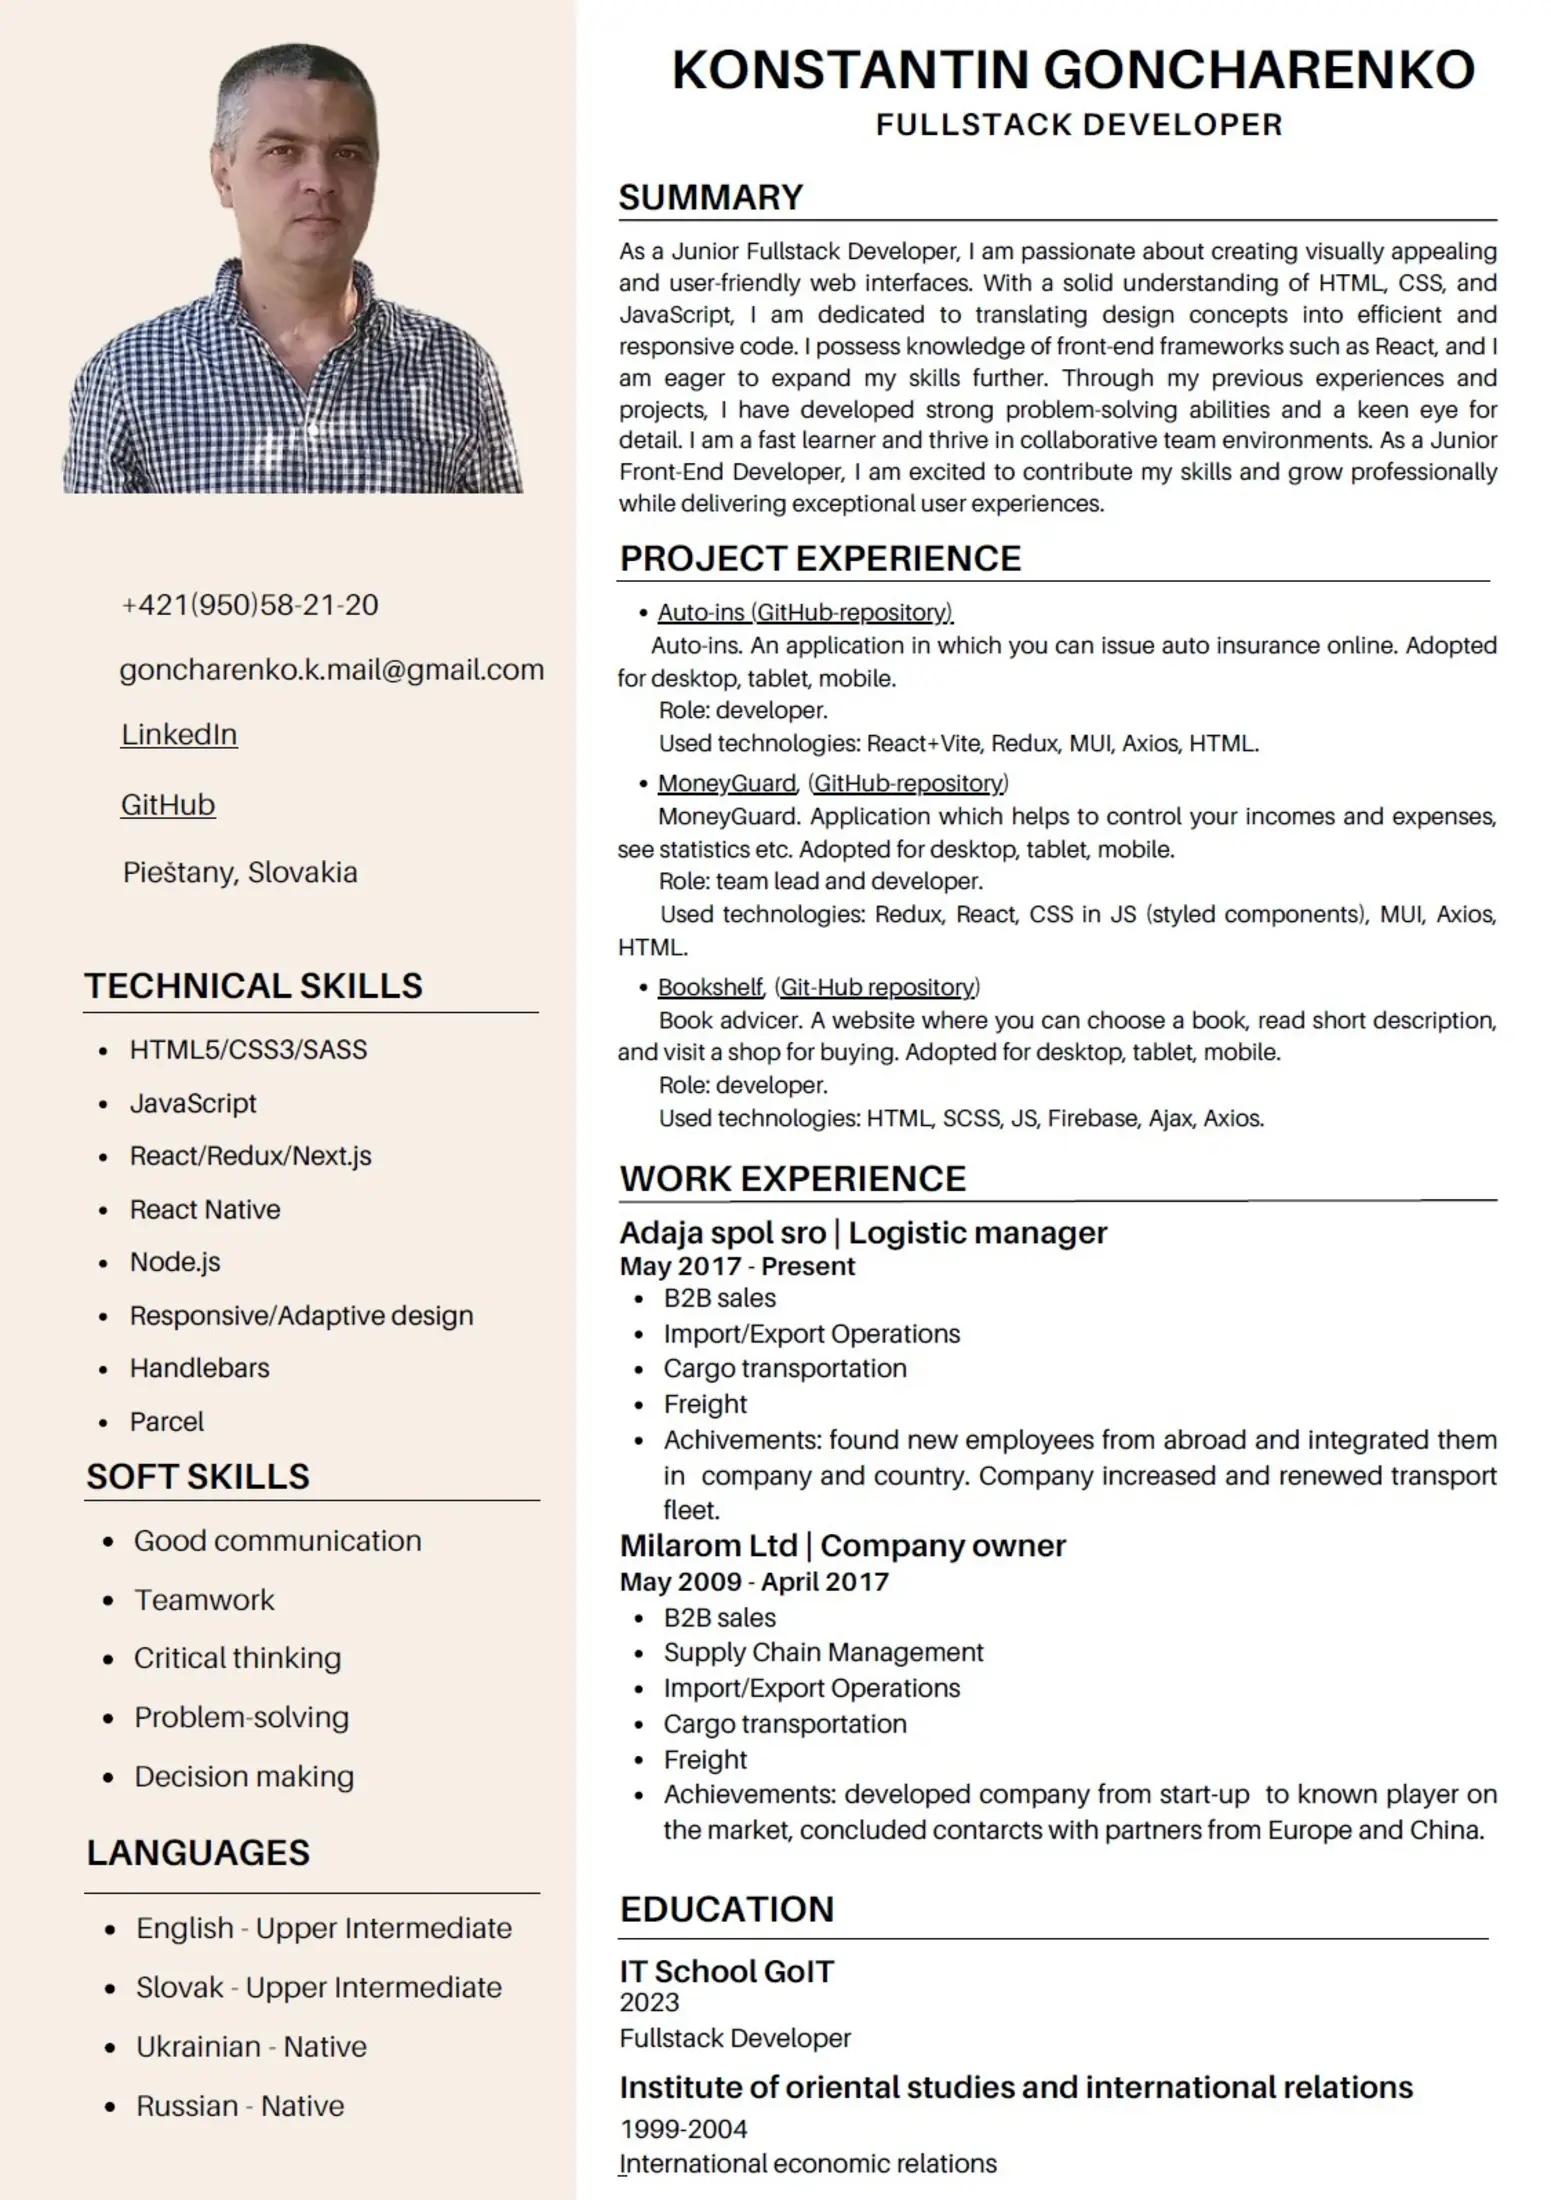 KONSTANTIN GONCHARENKO
FULLSTACK DEVELOPER
+421(950)58-21-20
goncharenko.k.mail@gmail.com
LinkedIn
GitHub
Pieštany, Slovakia
TECHNICAL SKILLS
• HTML5/CSS3/SASS
• JavaScript
• React/Redux/Next.js
• React Native
• Node.js
• Responsive/Adaptive design
• Handlebars
• Parcel
SOFT SKILLS
• Good communication
• Teamwork
• Critical thinking
• Problem-solving
• Decision making
LANGUAGES
• English - Upper Intermediate
• Slovak - Upper Intermediate
• Ukrainian - Native
• Russian - Native
SUMMARY
As a Junior Fullstack Developer, I am passionate about creating visually appealing
and user-friendly web interfaces. With a solid understanding of HTML, CSS, and
JavaScript, I am dedicated to translating design concepts into efficient and
responsive code. I possess knowledge of front-end frameworks such as React, and I
am eager to expand my skills further. Through my previous experiences and
projects, I have developed strong problem-solving abilities and a keen eye for
detail. I am a fast learner and thrive in collaborative team environments. As a Junior
Front-End Developer, I am excited to contribute my skills and grow professionally
while delivering exceptional user experiences.
PROJECT EXPERIENCE
• Auto-ins (GitHub-repository)
Auto-ins. An application in which you can issue auto insurance online. Adopted
for desktop, tablet, mobile.
Role: developer.
Used technologies: React+Vite, Redux, MUI, Axios, HTML.
• MoneyGuard, (GitHub-repository)
MoneyGuard. Application which helps to control your incomes and expenses,
see statistics etc. Adopted for desktop, tablet, mobile.
Role: team lead and developer.
Used technologies: Redux, React, CSS in JS (styled components), MUI, Axios,
HTML.
• Bookshelf, (Git-Hub repository)
Book advicer. A website where you can choose a book, read short description,
and visit a shop for buying. Adopted for desktop, tablet, mobile.
Role: developer.
Used technologies: HTML, SCSS, JS, Firebase, Ajax, Axios.
WORK EXPERIENCE
Adaja spol sro | Logistic manager
May 2017 - Present
• B2B sales
• Import/Export Operations
• Cargo transportation
• Freight
• Achivements: found new employees from abroad and integrated them
in company and country. Company increased and renewed transport
fleet.
Milarom Ltd | Company owner
May 2009 - April 2017
• B2B sales
• Supply Chain Management
• Import/Export Operations
• Cargo transportation
• Freight
• Achievements: developed company from start-up to known player on
the market, concluded contarcts with partners from Europe and China.
EDUCATION
IT School GoIT
2023
Fullstack Developer
Institute of oriental studies and international relations
1999-2004
International economic relations